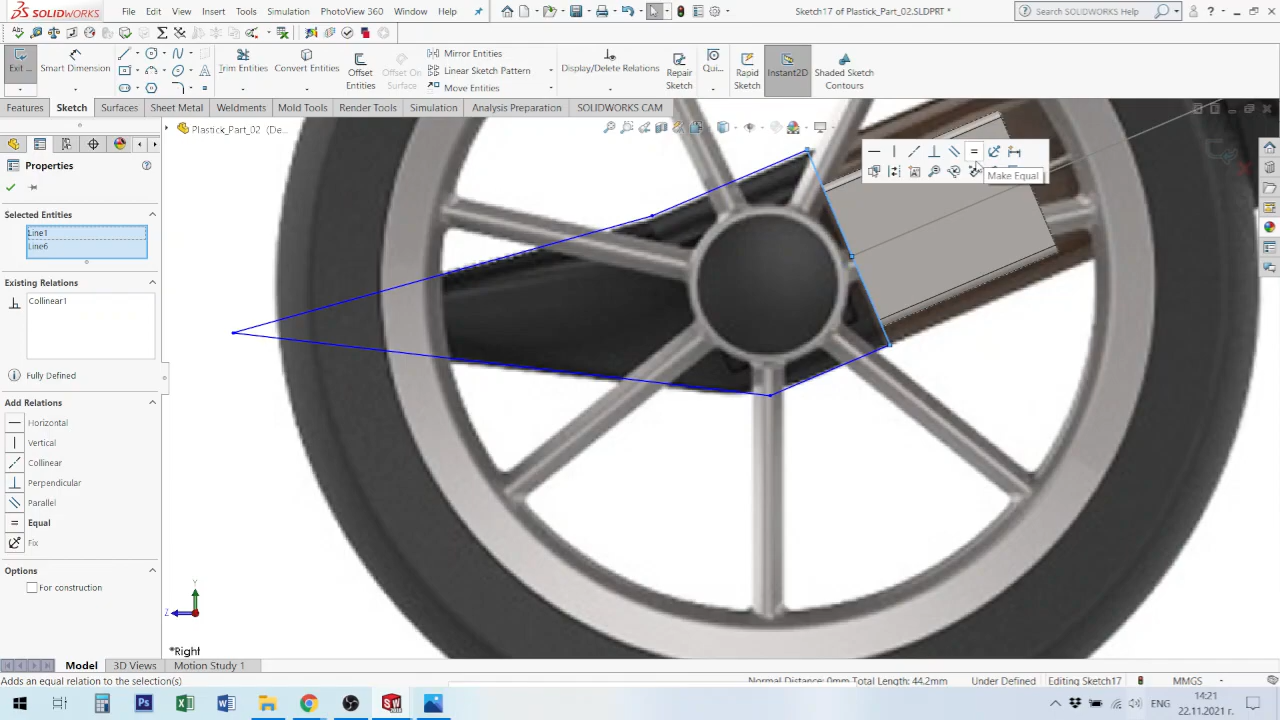 SOLIDWORKS
File Edit View Insert Tools Simulation PhotoView 360 Window Help
Sketch17 of Plastick_Part_02.SLDPRT *
Search SOLIDWORKS Help
Exit ...
Trim Entities
Convert Entities
Offset Entities
Offset On Surface
Mirror Entities
Linear Sketch Pattern
Move Entities
Display/Delete Relations
Repair Sketch
Qui...
Rapid Sketch
Instant2D
Shaded Sketch Contours
Features Sketch Surfaces Sheet Metal Weldments Mold Tools Render Tools Simulation Analysis Preparation SOLIDWORKS CAM
Plastick_Part_02 (De...
Properties
Selected Entities
Line1
Line6
Existing Relations
Collinear1
Fully Defined
Add Relations
Horizontal
Vertical
Collinear
Perpendicular
Parallel
Equal
Fix
Options
For construction
Make Equal
Y
Z
*Right
Model 3D Views Motion Study 1
Adds an equal relation to the selection(s)
Normal Distance: 0mm Total Length: 44.2mm Under Defined Editing Sketch17 MMGS
ENG
14:21
22.11.2021 г.